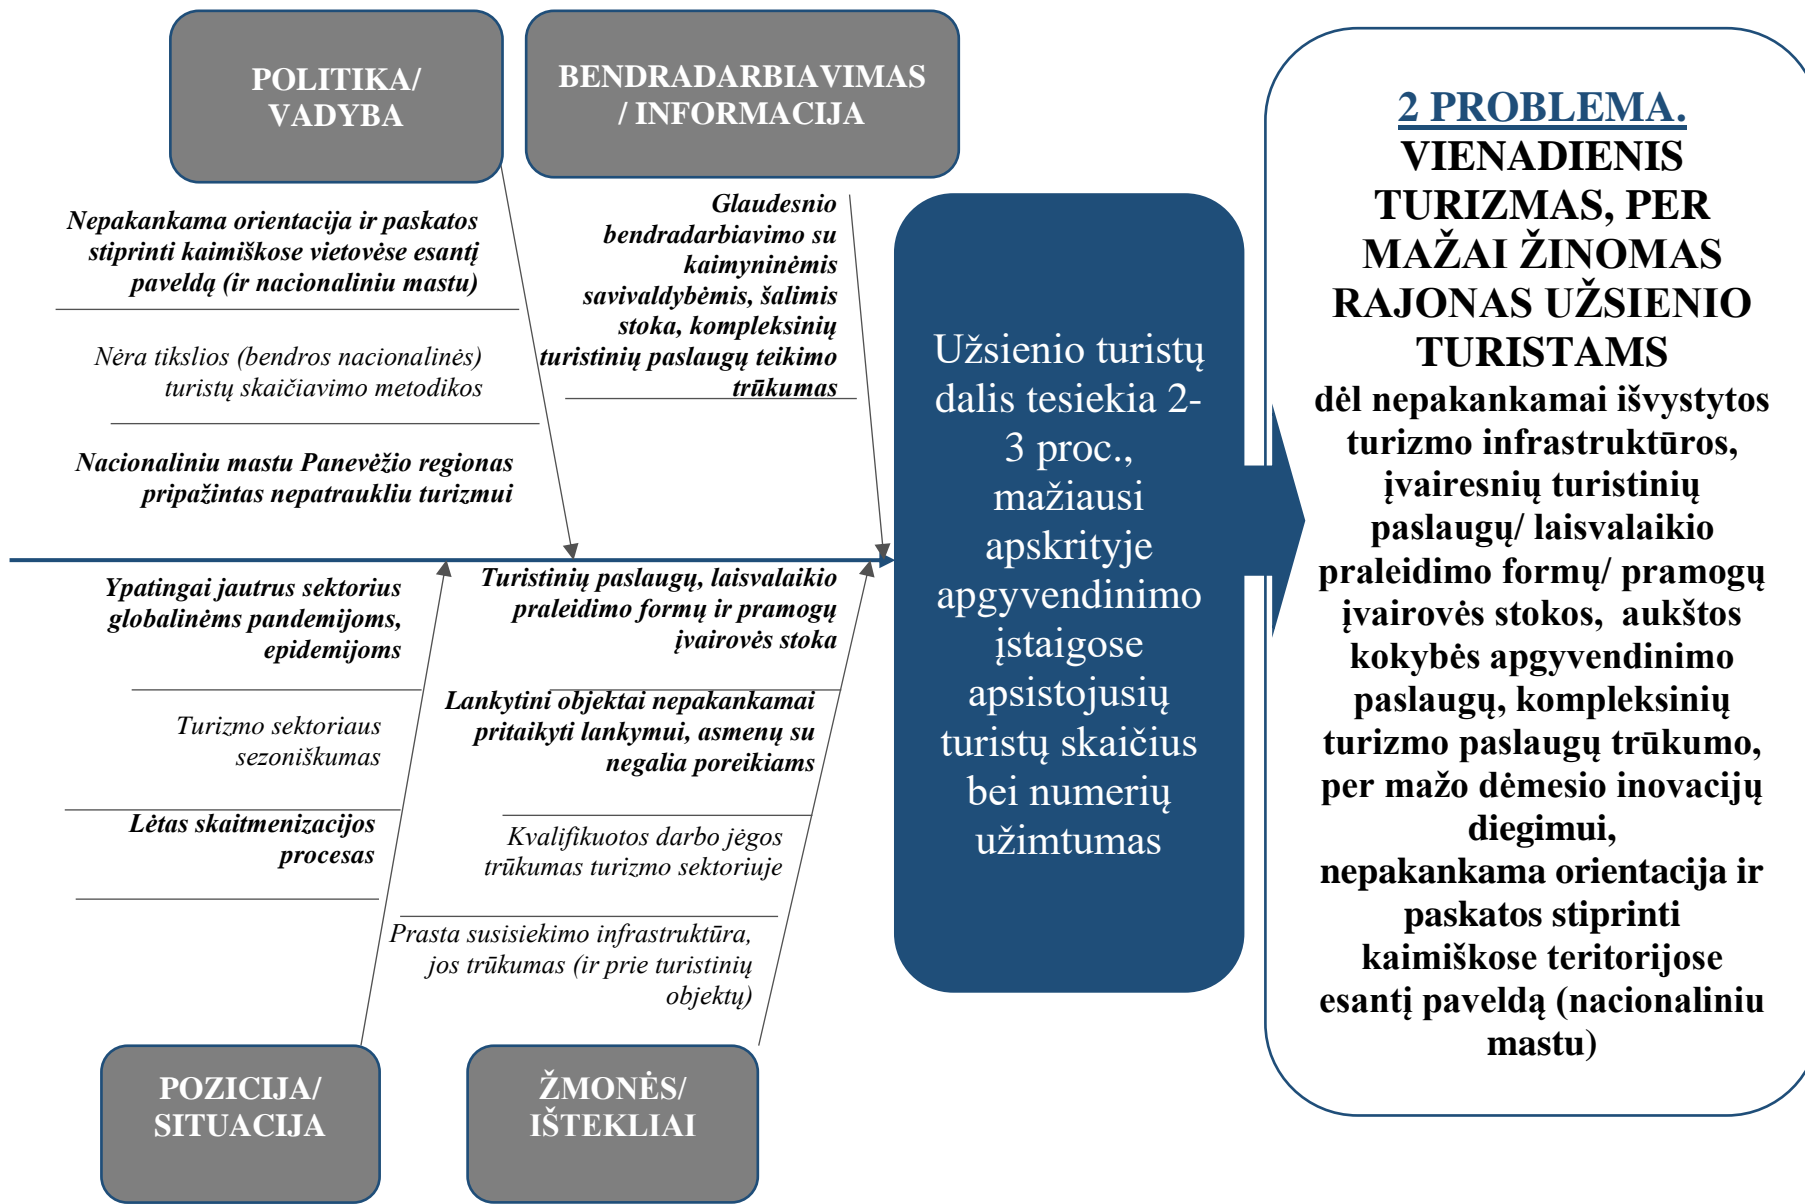 POLITIKA/
VADYBA
BENDRADARBIAVIMAS
/ INFORMACIJA
Nepakankama orientacija ir paskatos
stiprinti kaimiškose vietovėse esantį
paveldą (ir nacionaliniu mastu)
Nėra tikslios (bendros nacionalinės)
turistų skaičiavimo metodikos
Nacionaliniu mastu Panevėžio regionas
pripažintas nepatraukliu turizmui
Glaudesnio
bendradarbiavimo su
kaimyninėmis
savivaldybėmis, šalimis
stoka, kompleksinių
turistinių paslaugų teikimo
trūkumas
Ypatingai jautrus sektorius
globalinėms pandemijoms,
epidemijoms
Turizmo sektoriaus
sezoniškumas
Lėtas skaitmenizacijos
procesas
Turistinių paslaugų, laisvalaikio
praleidimo formų ir pramogų
įvairovės stoka
Lankytini objektai nepakankamai
pritaikyti lankymui, asmenų su
negalia poreikiams
Kvalifikuotos darbo jėgos
trūkumas turizmo sektoriuje
Prasta susisiekimo infrastruktūra,
jos trūkumas (ir prie turistinių
objektų)
POZICIJA/
SITUACIJA
ŽMONĖS/
IŠTEKLIAI
Užsienio turistų
dalis tesiekia 2-
3 proc.,
mažiausi
apskrityje
apgyvendinimo
įstaigose
apsistojusių
turistų skaičius
bei numerių
užimtumas
2 PROBLEMA.
VIENADIENIS
TURIZMAS, PER
MAŽAI ŽINOMAS
RAJONAS UŽSIENIO
TURISTAMS
dėl nepakankamai išvystytos
turizmo infrastruktūros,
įvairesnių turistinių
paslaugų/ laisvalaikio
praleidimo formų/ pramogų
įvairovės stokos, aukštos
kokybės apgyvendinimo
paslaugų, kompleksinių
turizmo paslaugų trūkumo,
per mažo dėmesio inovacijų
diegimui,
nepakankama orientacija ir
paskatos stiprinti
kaimiškose teritorijose
esantį paveldą (nacionaliniu
mastu)